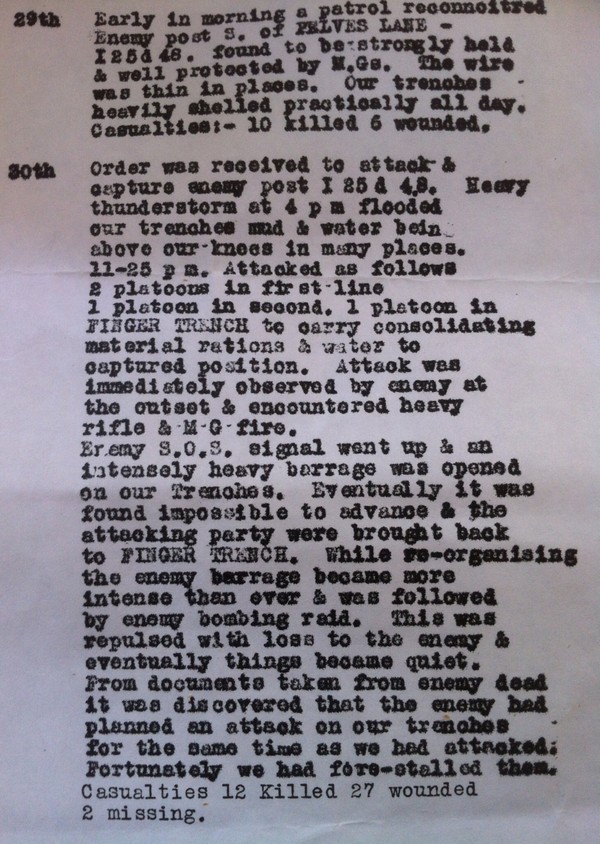 29th Early in morning a patrol reconnoitred
Enemy post S. of PELVES LANE -
I25d 48. found to be strongly held
& well protected by M.Gs. The wire
was thin in places. Our trenches
heavily shelled practically all day.
Casualties:- 10 killed 6 wounded.
30th Order was received to attack &
capture enemy post I 25 d 4,8. Heavy
thunderstorm at 4 p m flooded
our trenches mud & water bein
above our knees in many places.
11-25 p m. Attacked as follows
2 platoons in first line
1 platoon in second. 1 platoon in
FINGER TRENCH to carry consolidating
material rations & water to
captured position. Attack was
immediately observed by enemy at
the outset & encountered heavy
rifle & M-G-fire.
Enemy S.O.S. signal went up & an
intensely heavy barrage was opened
on our Trenches. Eventually it was
found impossible to advance & the
attacking party were brought back
to FINGER TRENCH. While re-organising
the enemy barrage became more
intense than ever & was followed
by enemy bombing raid. This was
repulsed with loss to the enemy &
eventually things became quiet.
From documents taken from enemy dead
it was discovered that the enemy had
planned an attack on our trenches
for the same time as we had attacked.
Fortunately we had fore-stalled them.
Casualties 12 Killed 27 wounded
2 missing.